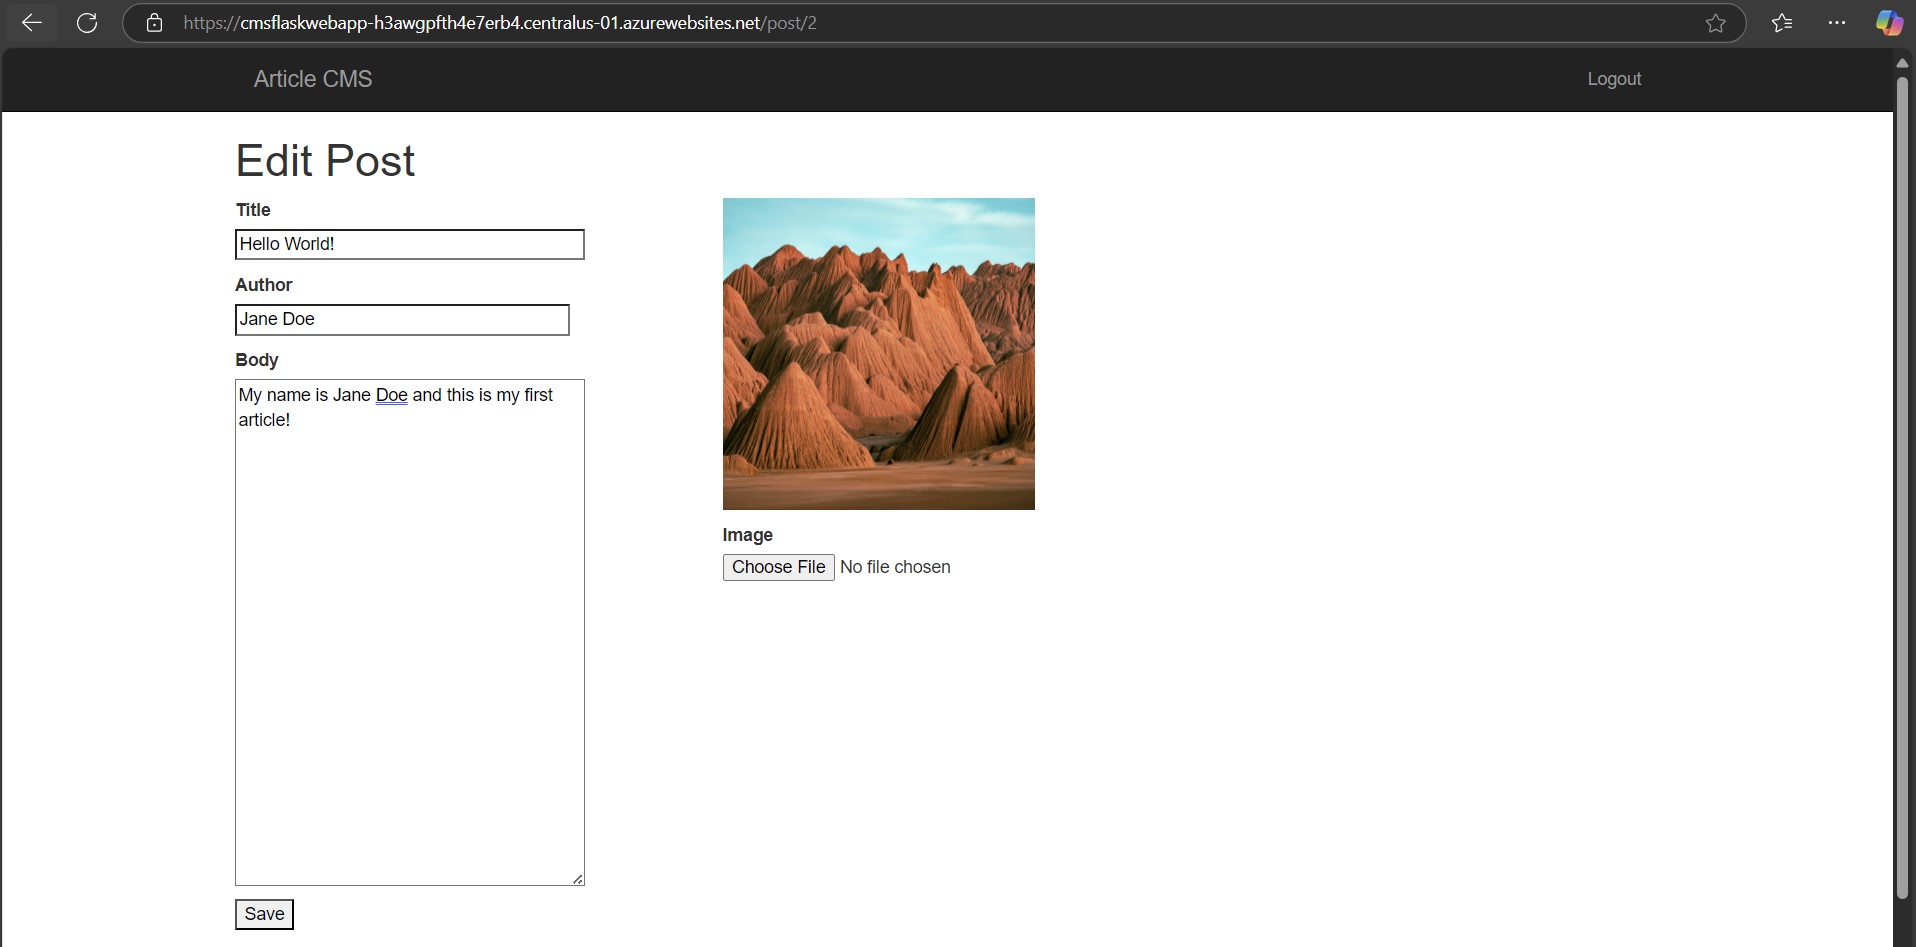 https://cmsflaskwebapp-h3awgpfth4e7erb4.centralus-01.azurewebsites.net/post/2
Article CMS
Logout
Edit Post
Title
Hello World!
Author
Jane Doe
Body
My name is Jane Doe and this is my first
article!
Image
Choose File No file chosen
Save